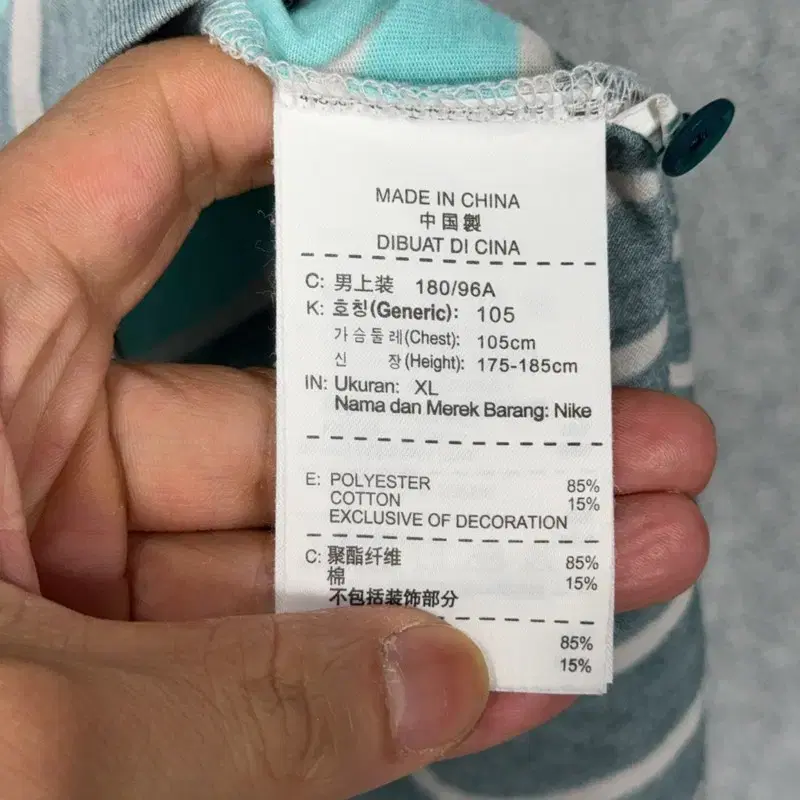 MADE IN CHINA
中国製
DIBUAT DI CINA
C: 男上装 180/96A
K: 호칭(Generic): 105
가슴둘레(Chest): 105cm
신 장(Height): 175-185cm
IN: Ukuran: XL
Nama dan Merek Barang: Nike
E: POLYESTER 85%
COTTON 15%
EXCLUSIVE OF DECORATION
C: 聚酯纤维 85%
棉 15%
不包括装饰部分
85%
15%